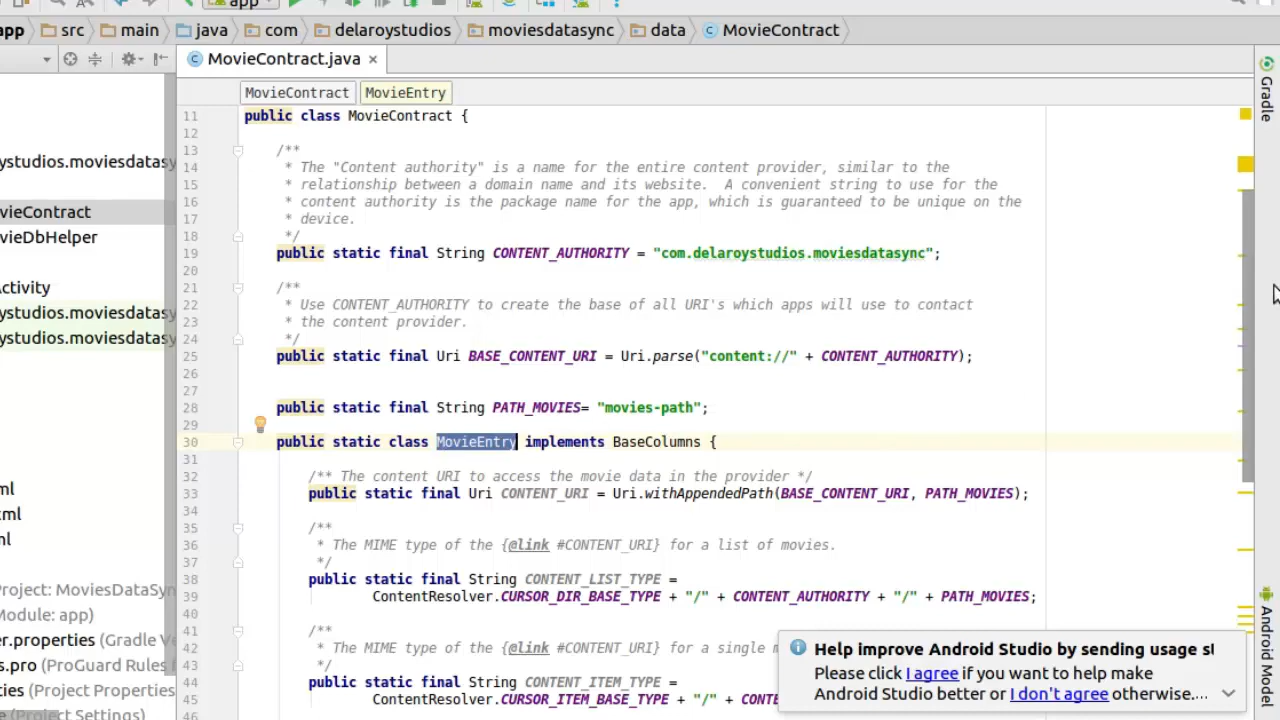 app
app src main java com delaroystudios moviesdatasync data MovieContract
MovieContract.java
MovieContract MovieEntry
11 public class MovieContract {
12
13 /**
14 * The "Content authority" is a name for the entire content provider, similar to the
15 * relationship between a domain name and its website. A convenient string to use for the
16 * content authority is the package name for the app, which is guaranteed to be unique on the
17 * device.
18 */
19 public static final String CONTENT_AUTHORITY = "com.delaroystudios.moviesdatasync";
20
21 /**
22 * Use CONTENT_AUTHORITY to create the base of all URI's which apps will use to contact
23 * the content provider.
24 */
25 public static final Uri BASE_CONTENT_URI = Uri.parse("content://" + CONTENT_AUTHORITY);
26
27
28 public static final String PATH_MOVIES= "movies-path";
29
30 public static class MovieEntry implements BaseColumns {
31
32 /** The content URI to access the movie data in the provider */
33 public static final Uri CONTENT_URI = Uri.withAppendedPath(BASE_CONTENT_URI, PATH_MOVIES);
34
35 /**
36 * The MIME type of the {@link #CONTENT_URI} for a list of movies.
37 */
38 public static final String CONTENT_LIST_TYPE =
39 ContentResolver.CURSOR_DIR_BASE_TYPE + "/" + CONTENT_AUTHORITY + "/" + PATH_MOVIES;
40
41 /**
42 * The MIME type of the {@link #CONTENT_URI} for a single m
43 */
44 public static final String CONTENT_ITEM_TYPE =
45 ContentResolver.CURSOR_ITEM_BASE_TYPE + "/" + CONTE
46
ystudios.moviesdatasy
vieContract
vieDbHelper
ctivity
ystudios.moviesdatas
ystudios.moviesdatas
ml
xml
ml
Project: MoviesDataSyn
Module: app)
er.properties (Gradle Ve
s.pro (ProGuard Rules
ties (Project Properties
e (Project Settings)
Gradle
Android Model
Help improve Android Studio by sending usage st
Please click I agree if you want to help make
Android Studio better or I don't agree otherwise....